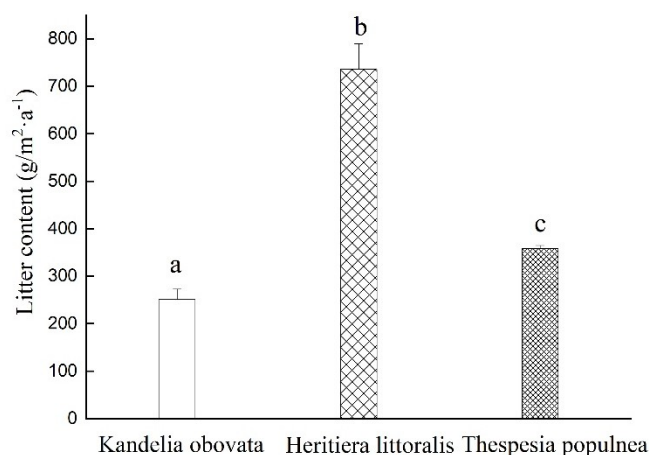 Litter content (g/m²·a⁻¹)
800
700
600
500
400
300
200
100
0
a
b
c
Kandelia obovata Heritiera littoralis Thespesia populnea